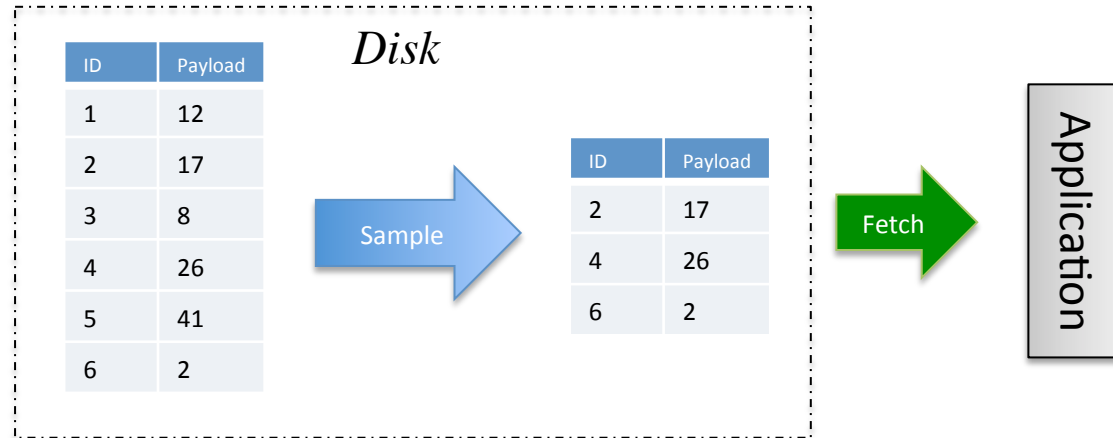 Disk
ID Payload
1 12
2 17
3 8
4 26
5 41
6 2
Sample
ID Payload
2 17
4 26
6 2
Fetch
Application